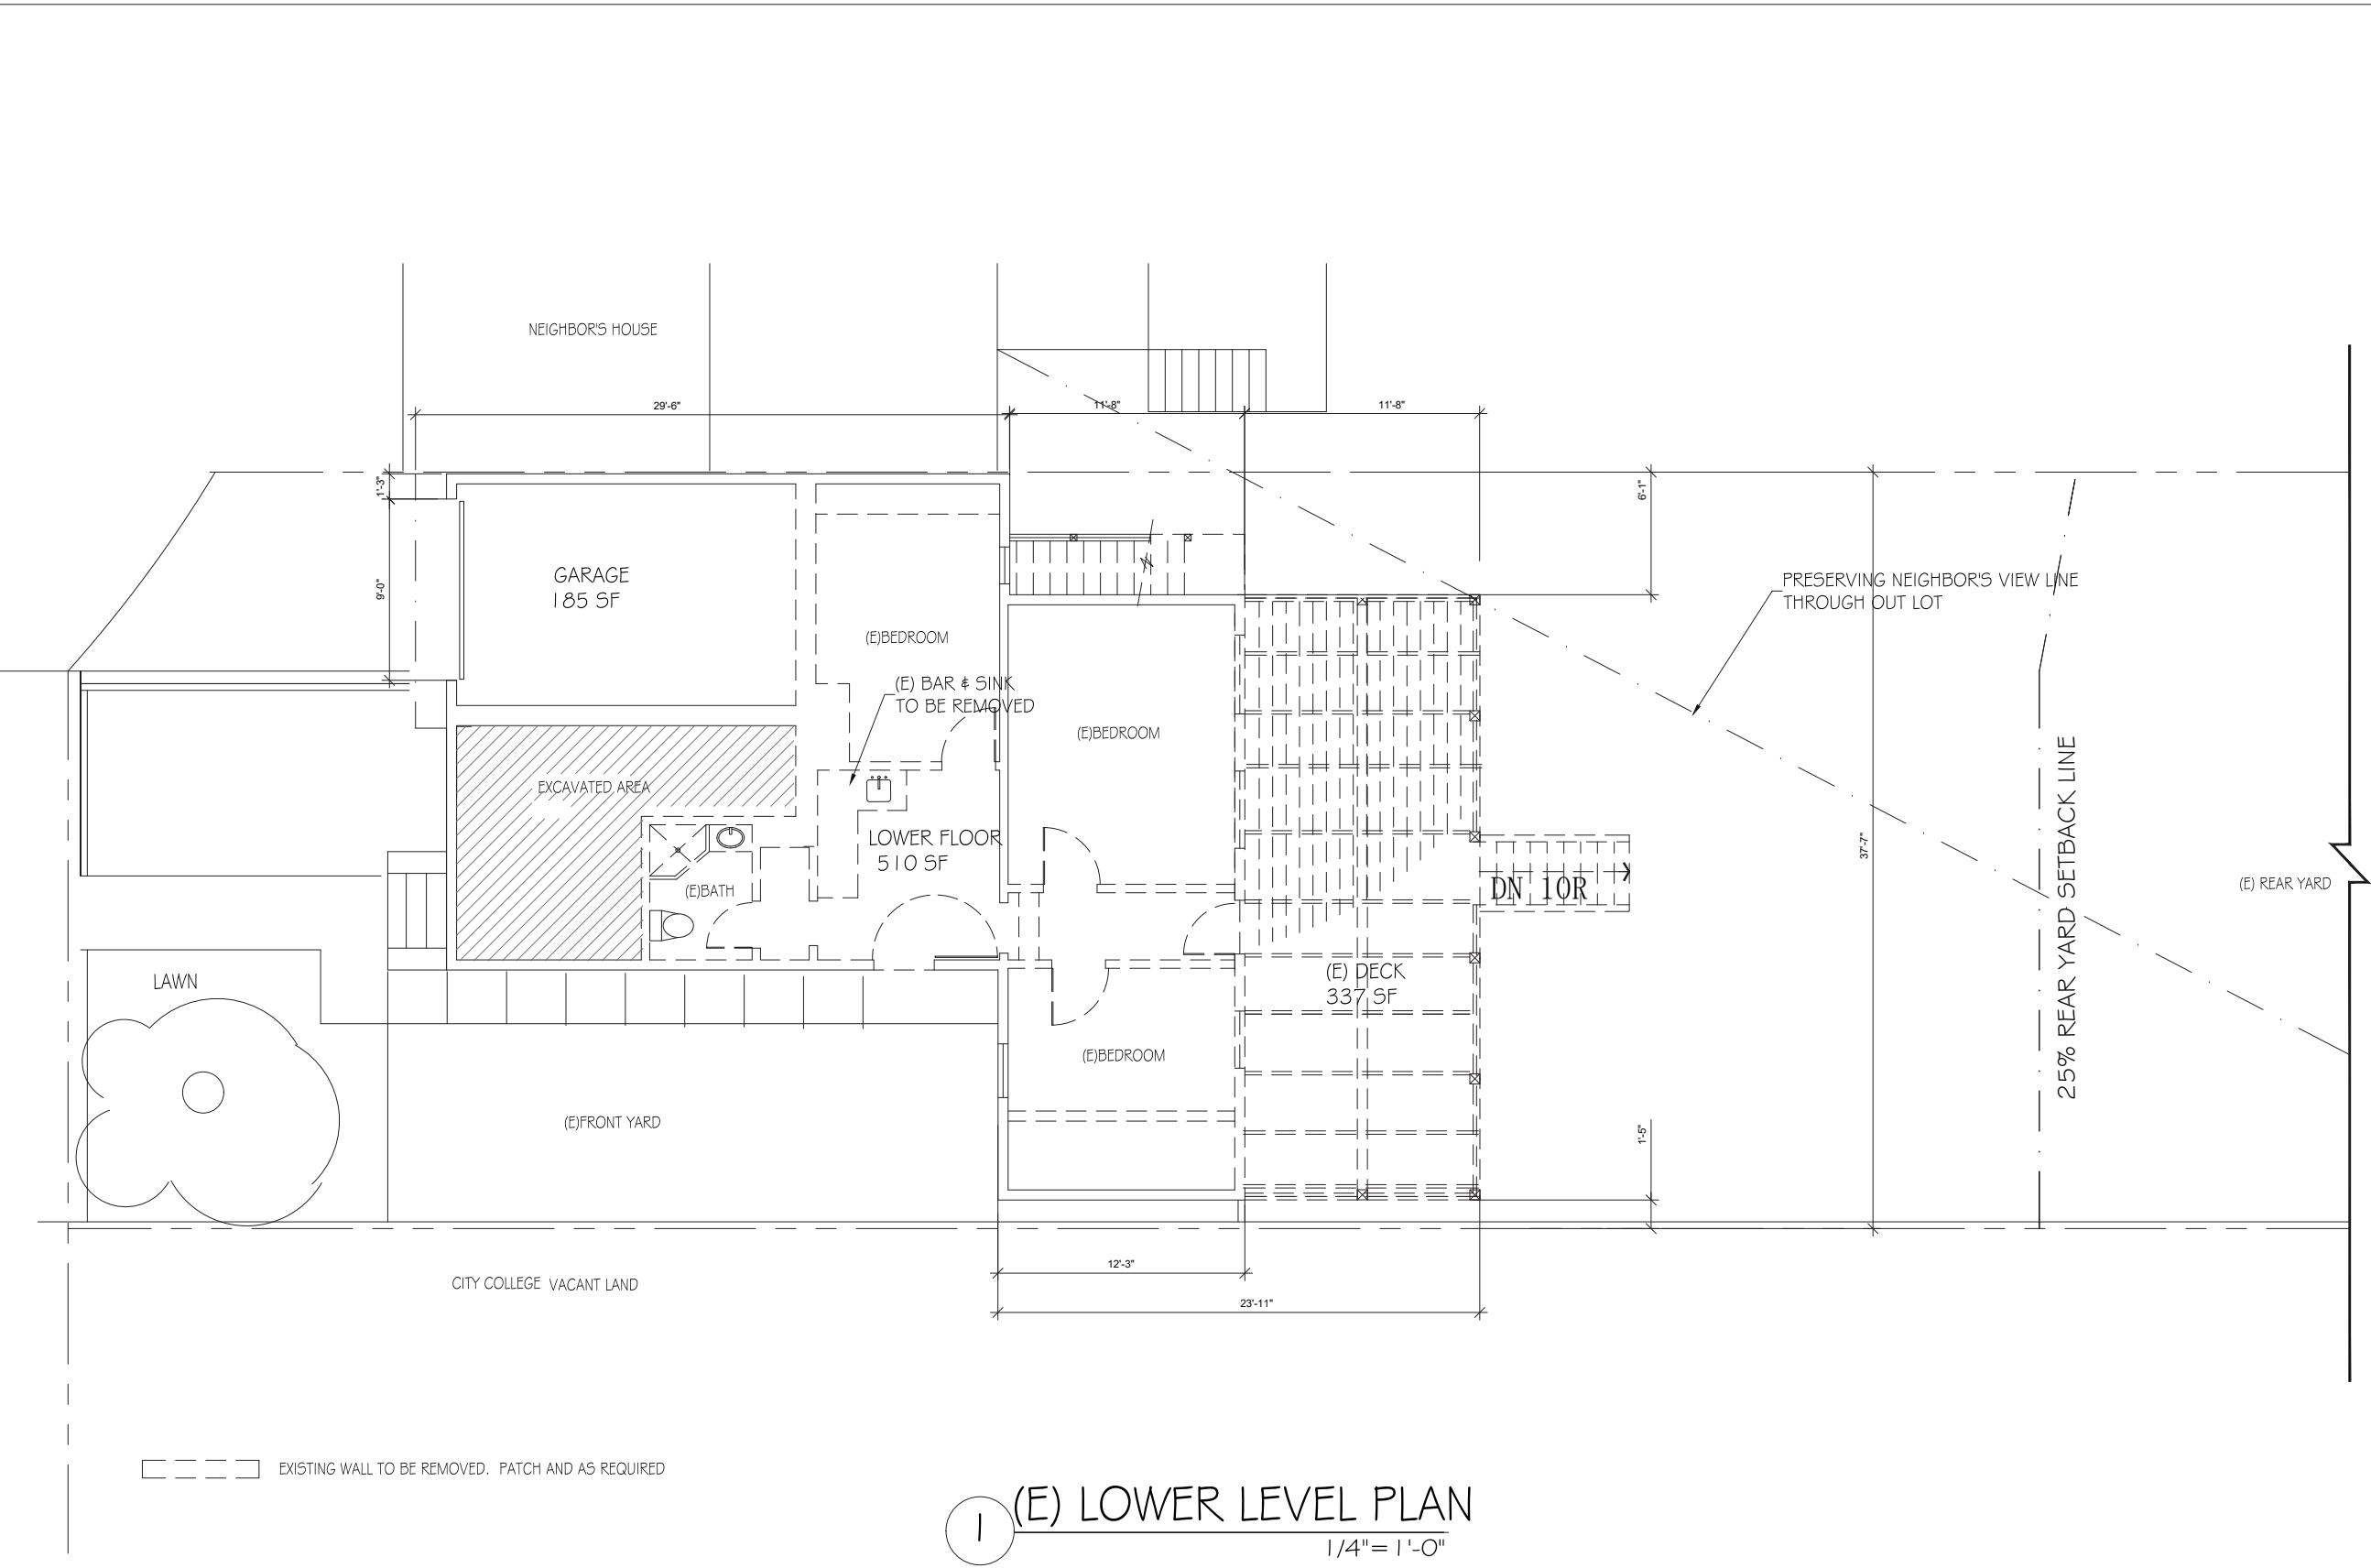 NEIGHBOR'S HOUSE
29'-6"
11'-8"
11'-8"
1'-3"
6'-1"
9'-0"
GARAGE
185 SF
PRESERVING NEIGHBOR'S VIEW LINE
THROUGH OUT LOT
(E)BEDROOM
(E) BAR & SINK
TO BE REMOVED
(E)BEDROOM
EXCAVATED AREA
LOWER FLOOR
510 SF
37'-7"
25% REAR YARD SETBACK LINE
(E)BATH
DN 10R
(E) REAR YARD
LAWN
(E) DECK
337 SF
(E)BEDROOM
(E)FRONT YARD
1'-5"
12'-3"
CITY COLLEGE VACANT LAND
23'-11"
EXISTING WALL TO BE REMOVED. PATCH AND AS REQUIRED
1
(E) LOWER LEVEL PLAN
1/4"=1'-0"